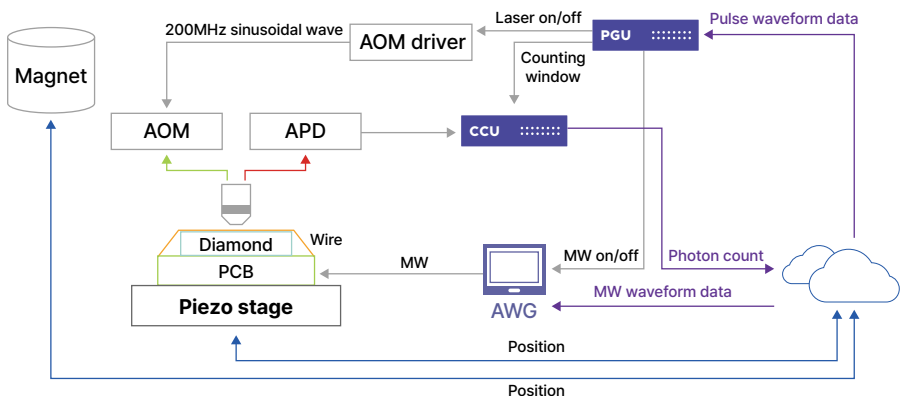 Laser on/off
Pulse waveform data
200MHz sinusoidal wave
AOM driver
PGU
Magnet
Counting
window
AOM
APD
CCU
Diamond
Wire
PCB
MW
MW on/off
Photon count
Piezo stage
AWG
MW waveform data
Position
Position